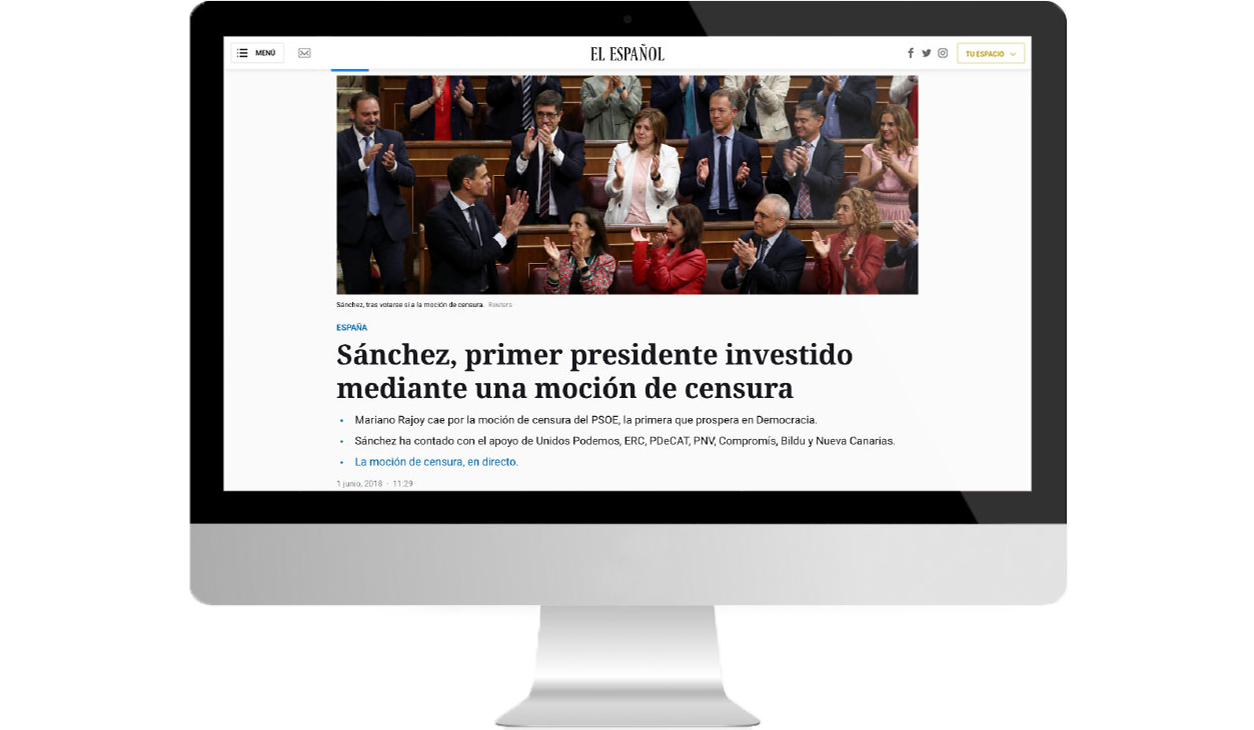 MENÚ
EL ESPAÑOL
TU ESPACIO
Sánchez, tras votarse sí a la moción de censura. Reuters
ESPAÑA
Sánchez, primer presidente investido
mediante una moción de censura
Mariano Rajoy cae por la moción de censura del PSOE, la primera que prospera en Democracia.
Sánchez ha contado con el apoyo de Unidos Podemos, ERC, PDeCAT, PNV, Compromís, Bildu y Nueva Canarias.
La moción de censura, en directo.
1 junio, 2018 - 11:29